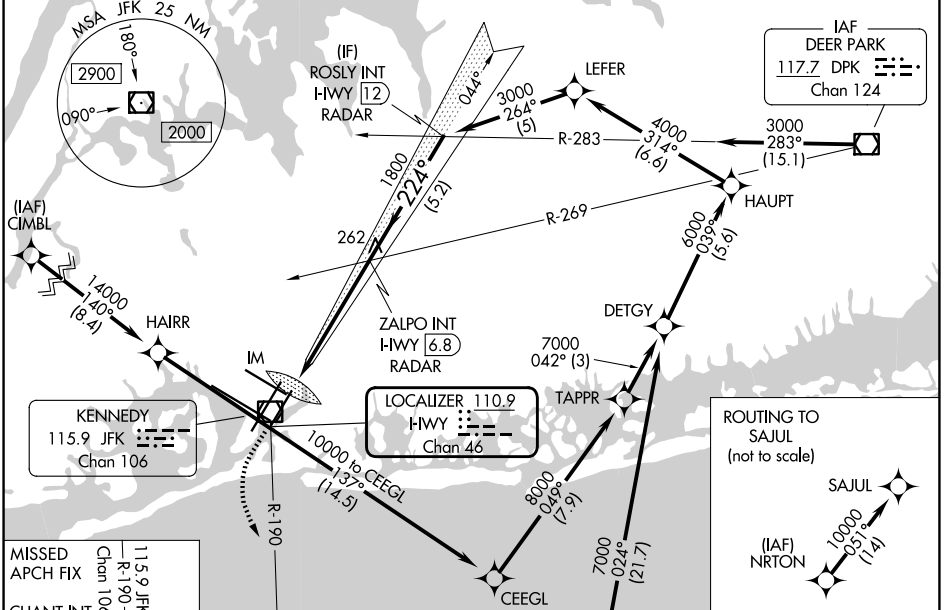 MSA JFK 25 NM
180°
2900
090°
2000
(IF)
ROSLY INT
I-WY 12
RADAR
044°
LEFER
3000
264°
(5)
IAF
DEER PARK
117.7 DPK
Chan 124
R-283
3000
283°
(15.1)
4000
314°
(6.6)
HAUPT
R-269
1800
224°
(5.2)
262
(IAF)
CIMBL
14000
140°
(8.4)
HAIRR
ZALPO INT
I-WY 6.8
RADAR
6000
039°
(5.6)
DETGY
7000
042° (3)
TAPPR
IM
KENNEDY
115.9 JFK
Chan 106
LOCALIZER 110.9
I-WY
Chan 46
10000 to CEEGL
137°
(14.5)
R-190
8000
049°
(7.9)
7000
024°
(21.7)
CEEGL
ROUTING TO
SAJUL
(not to scale)
SAJUL
10000
051°
(14)
(IAF)
NRTON
MISSED
APCH FIX
115.9 JFK
R-190
Chan 106
CHANT INT